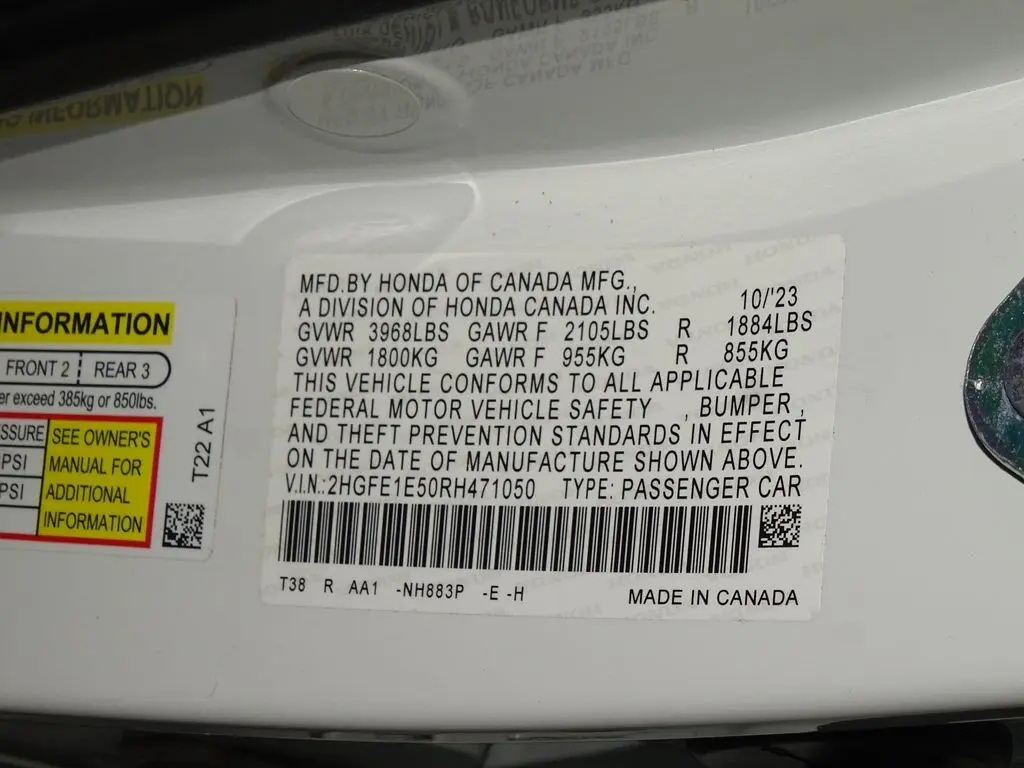 INFORMATION
FRONT 2 REAR 3
er exceed 385kg or 850lbs.
SSURE SEE OWNER'S
PSI MANUAL FOR
PSI ADDITIONAL
INFORMATION
T22 A1
MFD.BY HONDA OF CANADA MFG.,
A DIVISION OF HONDA CANADA INC. 10/'23
GVWR 3968LBS GAWR F 2105LBS R 1884LBS
GVWR 1800KG GAWR F 955KG R 855KG
THIS VEHICLE CONFORMS TO ALL APPLICABLE
FEDERAL MOTOR VEHICLE SAFETY , BUMPER ,
AND THEFT PREVENTION STANDARDS IN EFFECT
ON THE DATE OF MANUFACTURE SHOWN ABOVE.
V.I.N.:2HGFE1E50RH471050 TYPE: PASSENGER CAR
T38 R AA1 -NH883P -E -H MADE IN CANADA